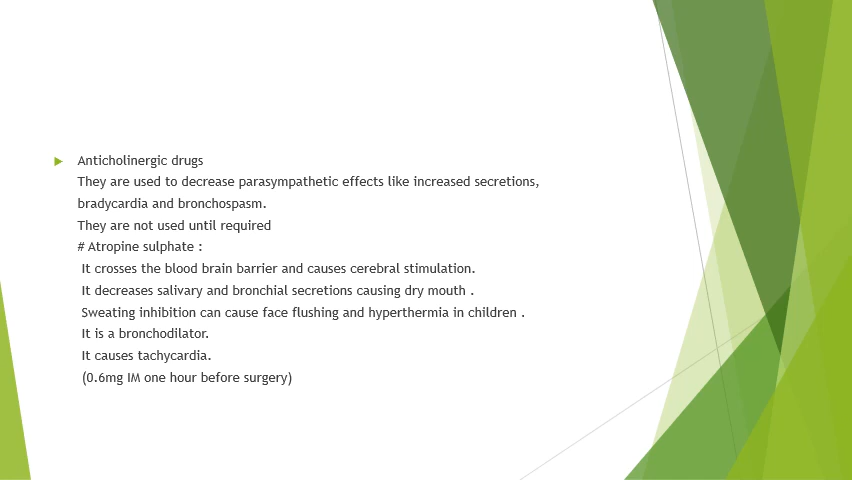 Anticholinergic drugs
They are used to decrease parasympathetic effects like increased secretions,
bradycardia and bronchospasm.
They are not used until required
# Atropine sulphate :
It crosses the blood brain barrier and causes cerebral stimulation.
It decreases salivary and bronchial secretions causing dry mouth .
Sweating inhibition can cause face flushing and hyperthermia in children .
It is a bronchodilator.
It causes tachycardia.
(0.6mg IM one hour before surgery)